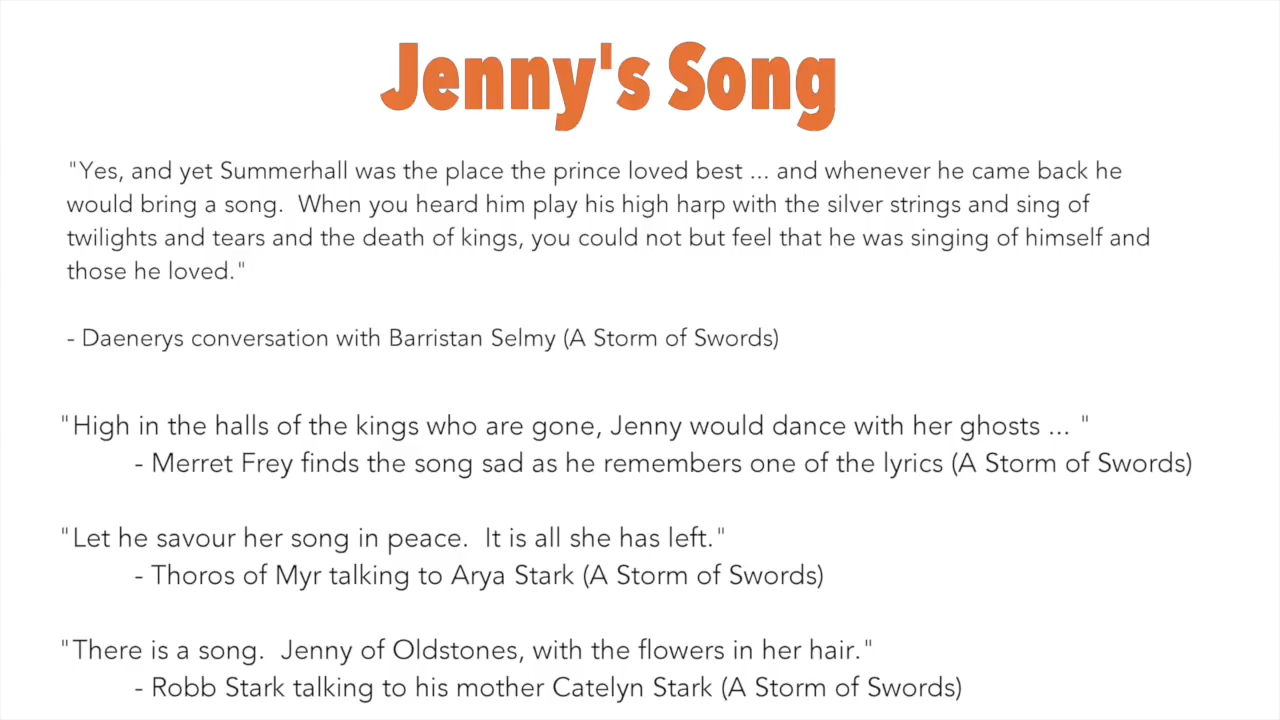 Jenny's Song
"Yes, and yet Summerhall was the place the prince loved best ... and whenever he came back he
would bring a song.  When you heard him play his high harp with the silver strings and sing of
twilights and tears and the death of kings, you could not but feel that he was singing of himself and
those he loved."
- Daenerys conversation with Barristan Selmy (A Storm of Swords)
"High in the halls of the kings who are gone, Jenny would dance with her ghosts ... "
- Merret Frey finds the song sad as he remembers one of the lyrics (A Storm of Swords)
"Let he savour her song in peace.  It is all she has left."
- Thoros of Myr talking to Arya Stark (A Storm of Swords)
"There is a song.  Jenny of Oldstones, with the flowers in her hair."
- Robb Stark talking to his mother Catelyn Stark (A Storm of Swords)